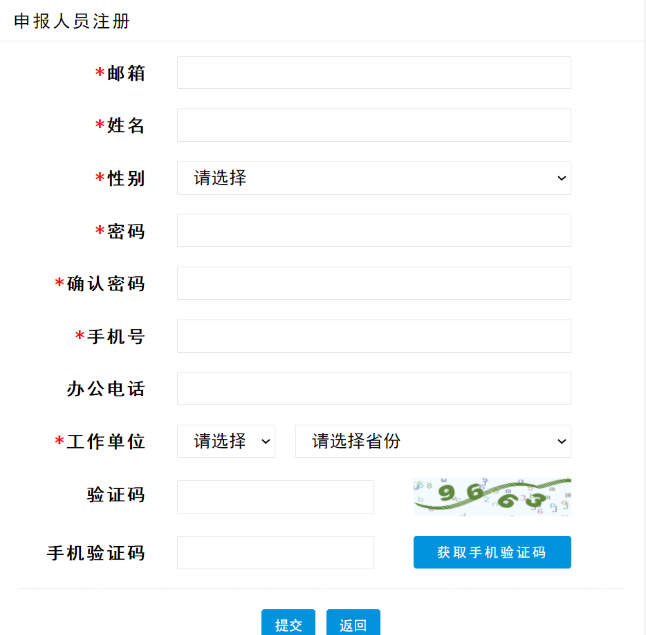 申报人员注册
*邮箱
*姓名
*性别 请选择
*密码
*确认密码
*手机号
办公电话
*工作单位 请选择 请选择省份
验证码 9663
手机验证码 获取手机验证码
提交 返回